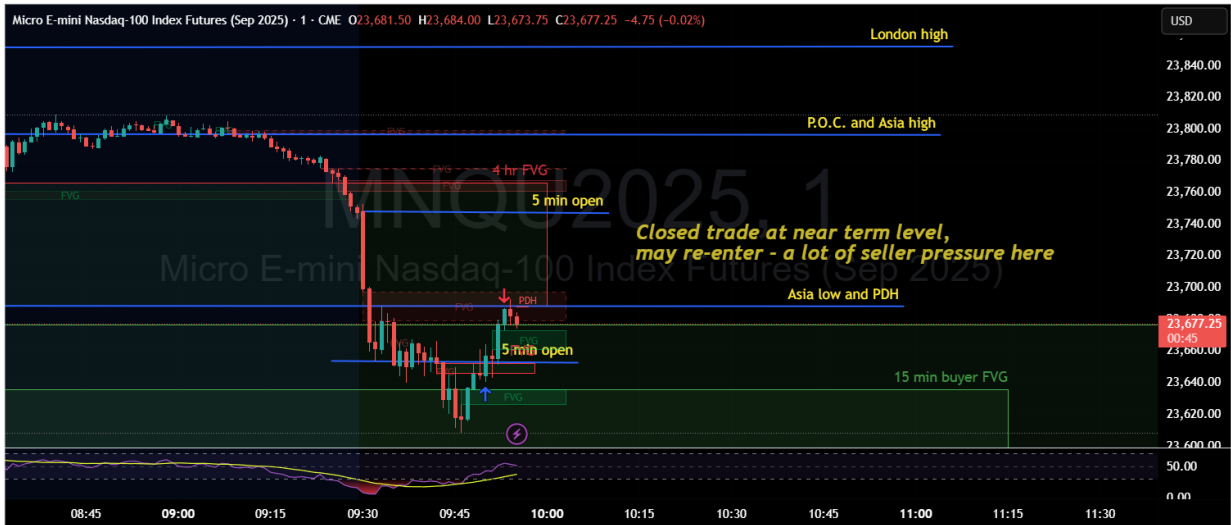 Micro E-mini Nasdaq-100 Index Futures (Sep 2025) · 1 · CME O23,681.50 H23,684.00 L23,673.75 C23,677.25 −4.75 (−0.02%)
USD
London high
23,840.00
23,820.00
P.O.C. and Asia high
23,800.00
FVG
23,780.00
FVG
4 hr FVG
FVG
23,760.00
FVG
5 min open
MNQU2025, 1
23,740.00
Closed trade at near term level,
may re-enter - a lot of seller pressure here
23,720.00
Micro E-mini Nasdaq-100 Index Futures (Sep 2025)
23,700.00
Asia low and PDH
PDH
FVG
23,677.25
00:45
FVG
5 min open
FVG
23,660.00
FVG
15 min buyer FVG
23,640.00
FVG
23,620.00
23,600.00
50.00
0.00
08:45 09:00 09:15 09:30 09:45 10:00 10:15 10:30 10:45 11:00 11:15 11:30